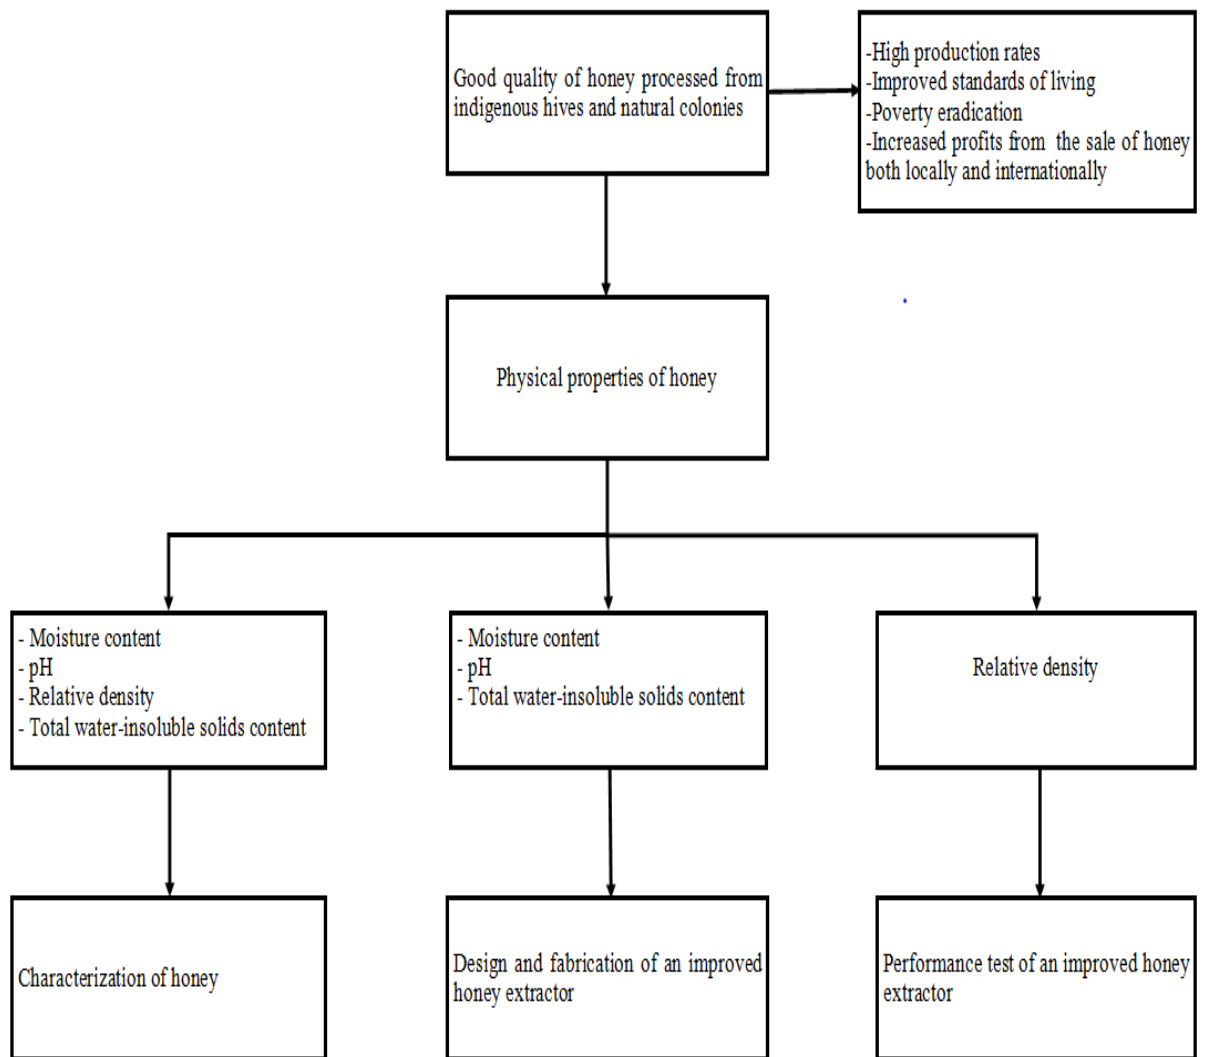 Good quality of honey processed from
indigenous hives and natural colonies
-High production rates
-Improved standards of living
-Poverty eradication
-Increased profits from the sale of honey
both locally and internationally
Physical properties of honey
- Moisture content
- pH
- Relative density
- Total water-insoluble solids content
- Moisture content
- pH
- Total water-insoluble solids content
Relative density
Characterization of honey
Design and fabrication of an improved
honey extractor
Performance test of an improved honey
extractor